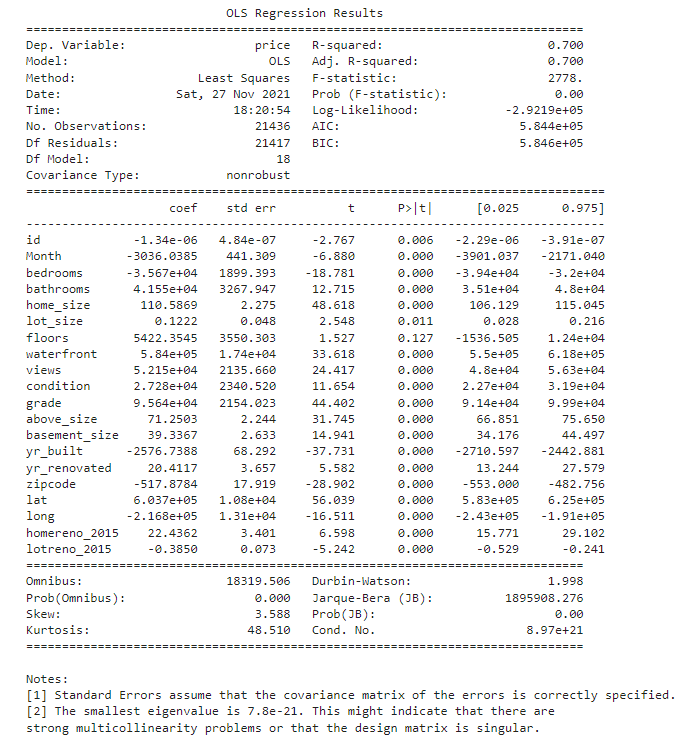 OLS Regression Results
Dep. Variable: price R-squared: 0.700
Model: OLS Adj. R-squared: 0.700
Method: Least Squares F-statistic: 2778.
Date: Sat, 27 Nov 2021 Prob (F-statistic): 0.00
Time: 18:20:54 Log-Likelihood: -2.9219e+05
No. Observations: 21436 AIC: 5.844e+05
Df Residuals: 21417 BIC: 5.846e+05
Df Model: 18
Covariance Type: nonrobust
coef std err t P>|t| [0.025 0.975]
id -1.34e-06 4.84e-07 -2.767 0.006 -2.29e-06 -3.91e-07
Month -3036.0385 441.309 -6.880 0.000 -3901.037 -2171.040
bedrooms -3.567e+04 1899.393 -18.781 0.000 -3.94e+04 -3.2e+04
bathrooms 4.155e+04 3267.947 12.715 0.000 3.51e+04 4.8e+04
home_size 110.5869 2.275 48.618 0.000 106.129 115.045
lot_size 0.1222 0.048 2.548 0.011 0.028 0.216
floors 5422.3545 3550.303 1.527 0.127 -1536.505 1.24e+04
waterfront 5.84e+05 1.74e+04 33.618 0.000 5.5e+05 6.18e+05
views 5.215e+04 2135.660 24.417 0.000 4.8e+04 5.63e+04
condition 2.728e+04 2340.520 11.654 0.000 2.27e+04 3.19e+04
grade 9.564e+04 2154.023 44.402 0.000 9.14e+04 9.99e+04
above_size 71.2503 2.244 31.745 0.000 66.851 75.650
basement_size 39.3367 2.633 14.941 0.000 34.176 44.497
yr_built -2576.7388 68.292 -37.731 0.000 -2710.597 -2442.881
yr_renovated 20.4117 3.657 5.582 0.000 13.244 27.579
zipcode -517.8784 17.919 -28.902 0.000 -553.000 -482.756
lat 6.037e+05 1.08e+04 56.039 0.000 5.83e+05 6.25e+05
long -2.168e+05 1.31e+04 -16.511 0.000 -2.43e+05 -1.91e+05
homereno_2015 22.4362 3.401 6.598 0.000 15.771 29.102
lotreno_2015 -0.3850 0.073 -5.242 0.000 -0.529 -0.241
Omnibus: 18319.506 Durbin-Watson: 1.998
Prob(Omnibus): 0.000 Jarque-Bera (JB): 1895908.276
Skew: 3.588 Prob(JB): 0.00
Kurtosis: 48.510 Cond. No. 8.97e+21
Notes:
[1] Standard Errors assume that the covariance matrix of the errors is correctly specified.
[2] The smallest eigenvalue is 7.8e-21. This might indicate that there are
strong multicollinearity problems or that the design matrix is singular.